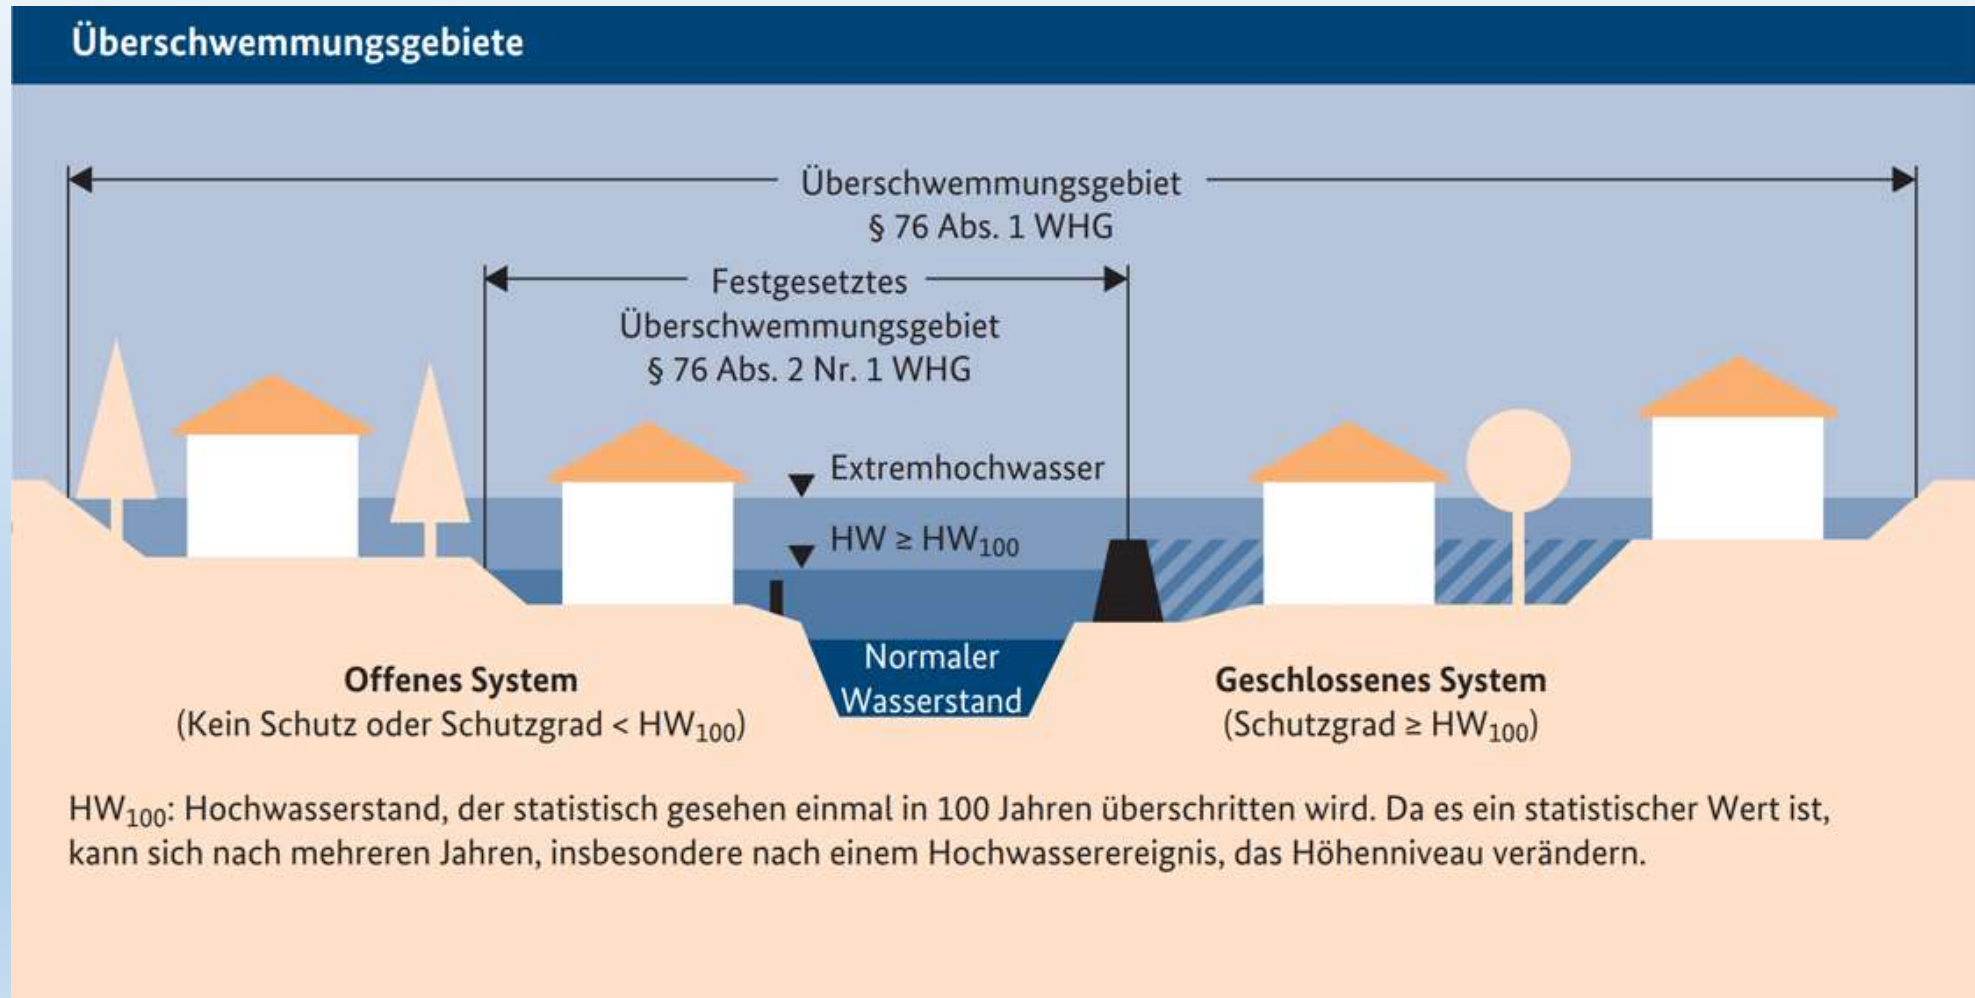 Überschwemmungsgebiete
Überschwemmungsgebiet
§ 76 Abs. 1 WHG
Festgesetztes
Überschwemmungsgebiet
§ 76 Abs. 2 Nr. 1 WHG
Extremhochwasser
HW ≥ HW₁₀₀
Normaler
Wasserstand
Offenes System
(Kein Schutz oder Schutzgrad < HW₁₀₀)
Geschlossenes System
(Schutzgrad ≥ HW₁₀₀)
HW₁₀₀: Hochwasserstand, der statistisch gesehen einmal in 100 Jahren überschritten wird. Da es ein statistischer Wert ist,
kann sich nach mehreren Jahren, insbesondere nach einem Hochwasserereignis, das Höhenniveau verändern.